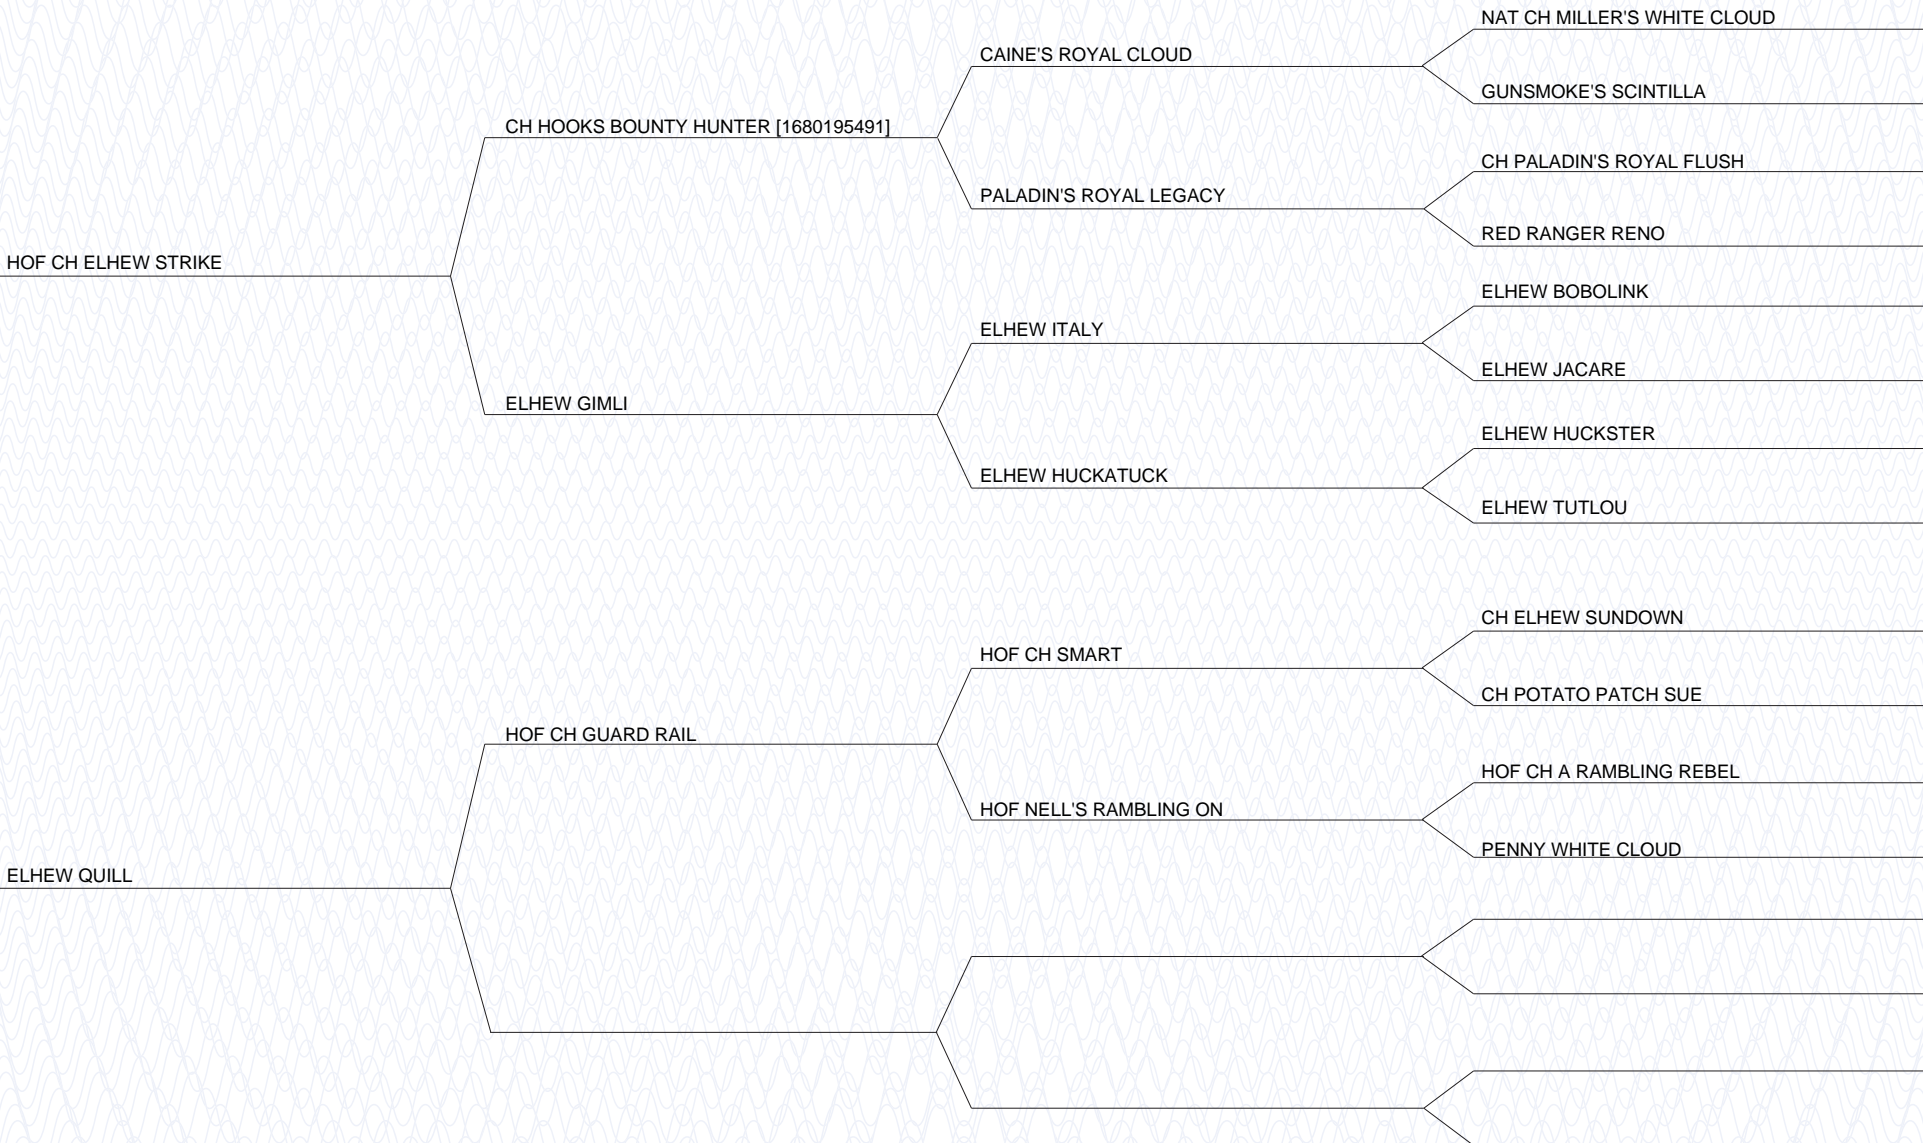 NAT CH MILLER'S WHITE CLOUD
CAINE'S ROYAL CLOUD
GUNSMOKE'S SCINTILLA
CH HOOKS BOUNTY HUNTER [1680195491]
CH PALADIN'S ROYAL FLUSH
PALADIN'S ROYAL LEGACY
RED RANGER RENO
HOF CH ELHEW STRIKE
ELHEW BOBOLINK
ELHEW ITALY
ELHEW JACARE
ELHEW GIMLI
ELHEW HUCKSTER
ELHEW HUCKATUCK
ELHEW TUTLOU
CH ELHEW SUNDOWN
HOF CH SMART
CH POTATO PATCH SUE
HOF CH GUARD RAIL
HOF CH A RAMBLING REBEL
HOF NELL'S RAMBLING ON
PENNY WHITE CLOUD
ELHEW QUILL